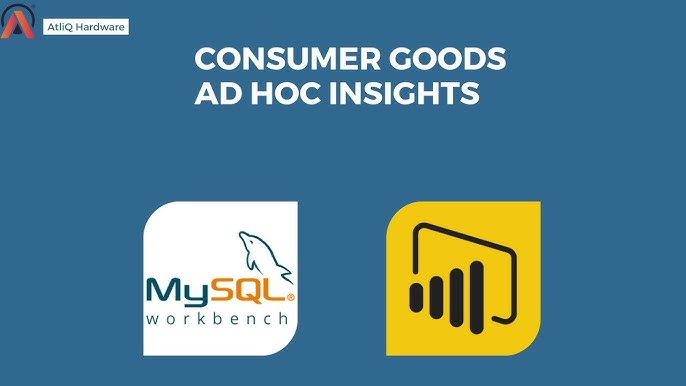 AtliQ Hardware
CONSUMER GOODS
AD HOC INSIGHTS
MySQL®
workbench